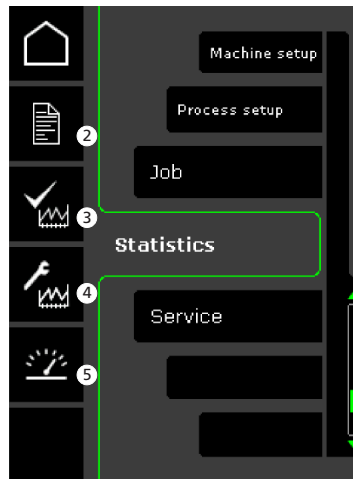 Machine setup
2
Process setup
Job
3
Statistics
4
Service
5